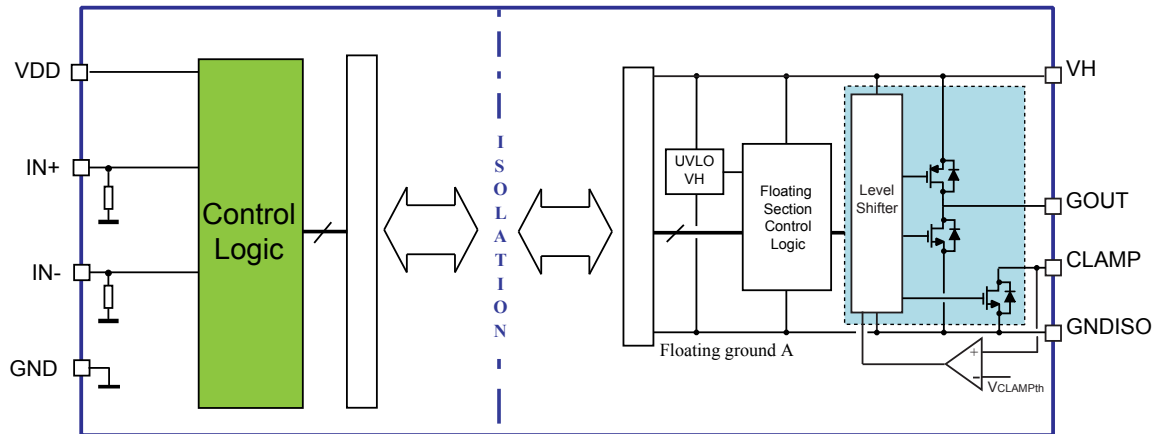 VDD
IN+
IN-
GND
Control
Logic
ISOLATION
UVLO
VH
Floating
Section
Control
Logic
Level
Shifter
Floating ground A
+
-
VCLAMPth
VH
GOUT
CLAMP
GNDISO